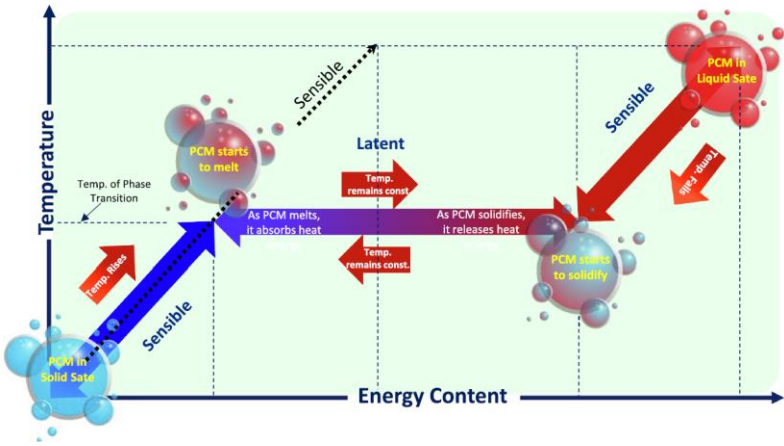 Sensible
PCM in
Liquid Sate
Sensible
PCM starts
to melt
Latent
Temp.
remains const.
Temp. Falls
Temperature
Temp. of Phase
Transition
As PCM melts,
it absorbs heat
As PCM solidifies,
it releases heat
Temp.
remains const.
PCM starts
to solidify
Temp. Rises
Sensible
PCM in
Solid Sate
Energy Content